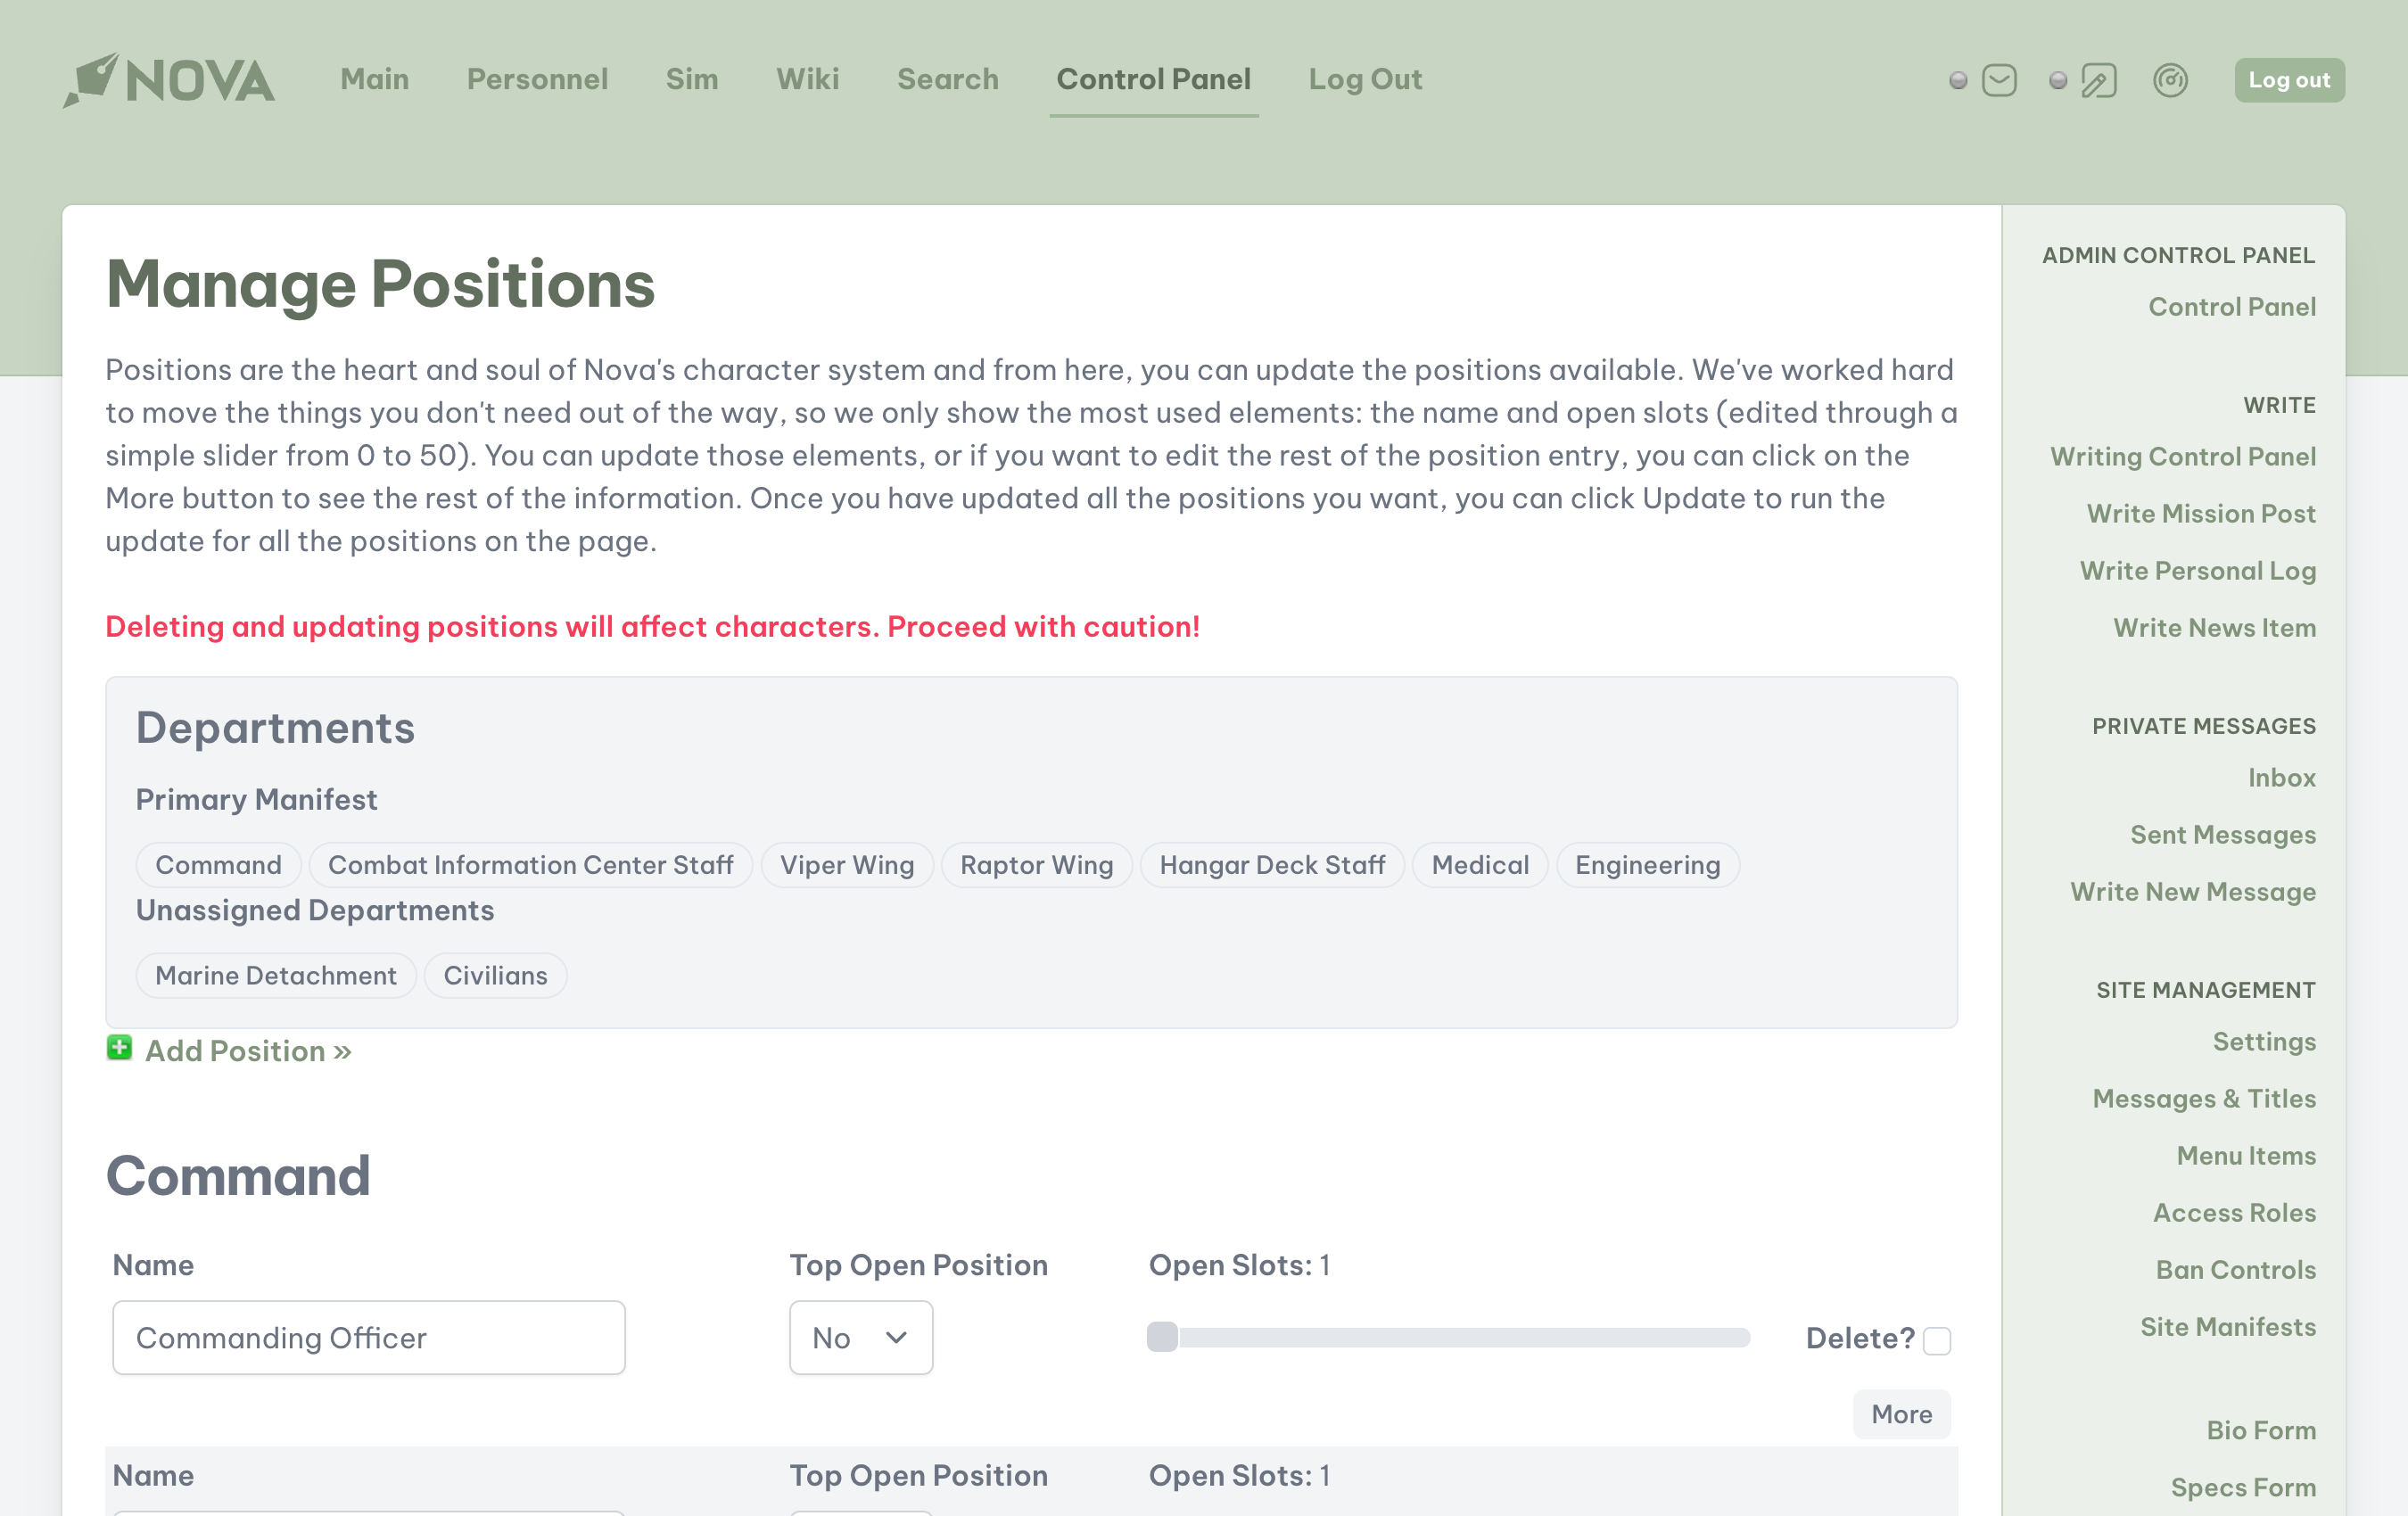 NOVA
Main Personnel Sim Wiki Search Control Panel Log Out
Log out
Manage Positions
Positions are the heart and soul of Nova's character system and from here, you can update the positions available. We've worked hard
to move the things you don't need out of the way, so we only show the most used elements: the name and open slots (edited through a
simple slider from 0 to 50). You can update those elements, or if you want to edit the rest of the position entry, you can click on the
More button to see the rest of the information. Once you have updated all the positions you want, you can click Update to run the
update for all the positions on the page.
Deleting and updating positions will affect characters. Proceed with caution!
Departments
Primary Manifest
Command Combat Information Center Staff Viper Wing Raptor Wing Hangar Deck Staff Medical Engineering
Unassigned Departments
Marine Detachment Civilians
Add Position »
Command
Name Top Open Position Open Slots: 1
Commanding Officer No Delete?
More
Name Top Open Position Open Slots: 1
ADMIN CONTROL PANEL
Control Panel
WRITE
Writing Control Panel
Write Mission Post
Write Personal Log
Write News Item
PRIVATE MESSAGES
Inbox
Sent Messages
Write New Message
SITE MANAGEMENT
Settings
Messages & Titles
Menu Items
Access Roles
Ban Controls
Site Manifests
Bio Form
Specs Form